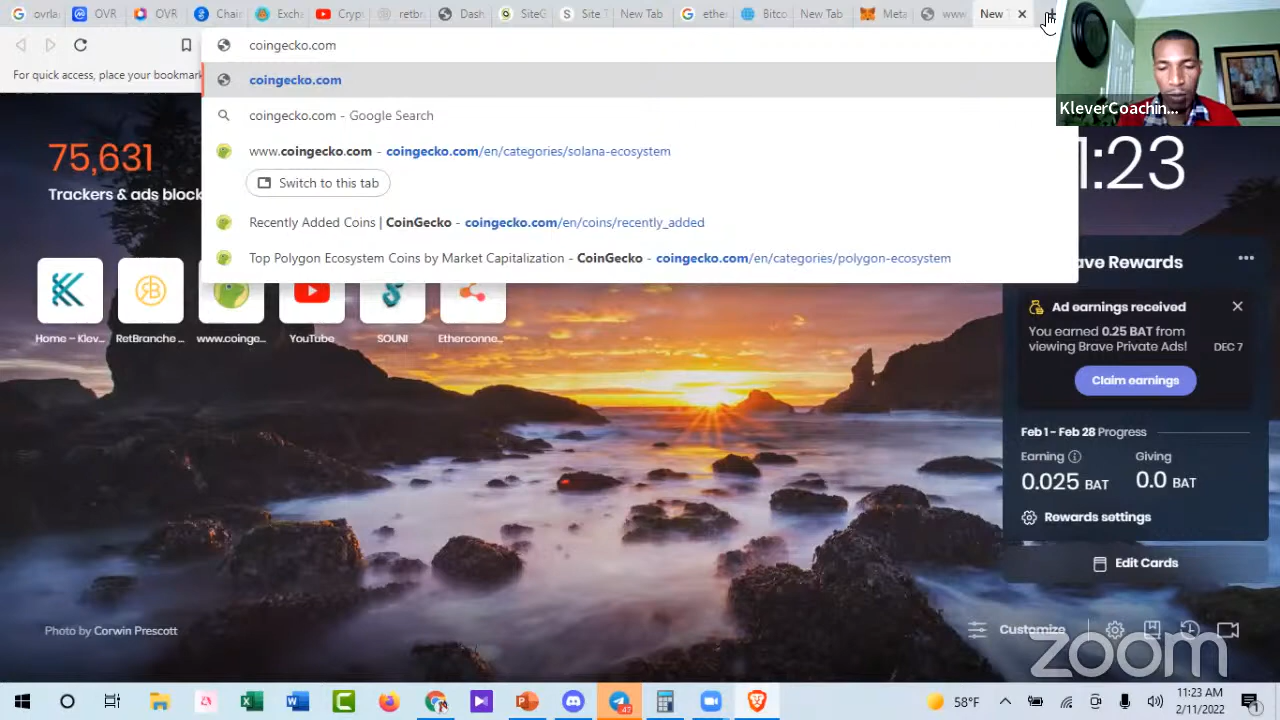 G ovrla
OVR
OVR
Chain
Excha
Crypt
retbra
Dash
SiteG
Site T
New Tab
G ethe
Bitco
New Tab
Meta
www
New T
coingecko.com
For quick access, place your bookmark
coingecko.com
coingecko.com - Google Search
www.coingecko.com - coingecko.com/en/categories/solana-ecosystem
Switch to this tab
Recently Added Coins | CoinGecko - coingecko.com/en/coins/recently_added
Top Polygon Ecosystem Coins by Market Capitalization - CoinGecko - coingecko.com/en/categories/polygon-ecosystem
KleverCoachin...
75,631
Trackers & ads block
1:23
Home – Klev...
RetBranche ...
www.coinge...
YouTube
SOUNI
Etherconne...
ave Rewards
Ad earnings received
You earned 0.25 BAT from
viewing Brave Private Ads!
DEC 7
Claim earnings
Feb 1 - Feb 28 Progress
Earning
Giving
0.025 BAT
0.0 BAT
Rewards settings
Edit Cards
Photo by Corwin Prescott
Customize
zoom
58°F
11:23 AM
2/11/2022